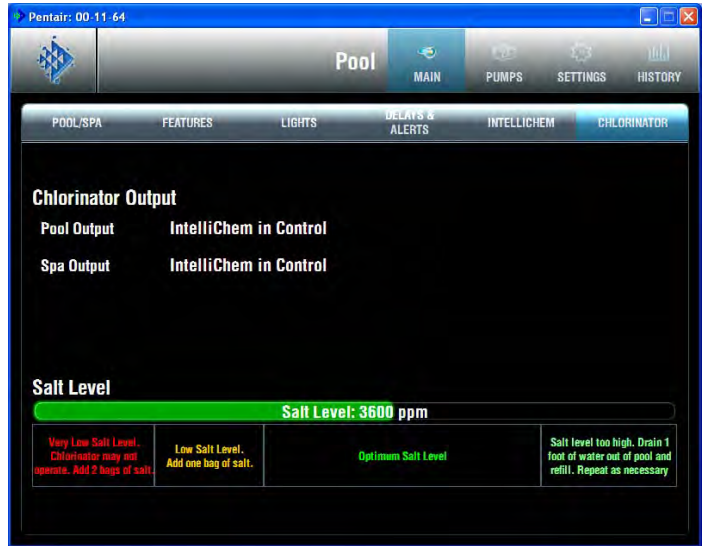 Pentair: 00-11-64
Pool
MAIN
PUMPS
SETTINGS
HISTORY
POOL/SPA
FEATURES
LIGHTS
DELAYS &
ALERTS
INTELLICHEM
CHLORINATOR
Chlorinator Output
Pool Output IntelliChem in Control
Spa Output IntelliChem in Control
Salt Level
Salt Level: 3600 ppm
Very Low Salt Level.
Chlorinator may not
operate. Add 2 bags of salt.
Low Salt Level.
Add one bag of salt.
Optimum Salt Level
Salt level too high. Drain 1
foot of water out of pool and
refill. Repeat as necessary